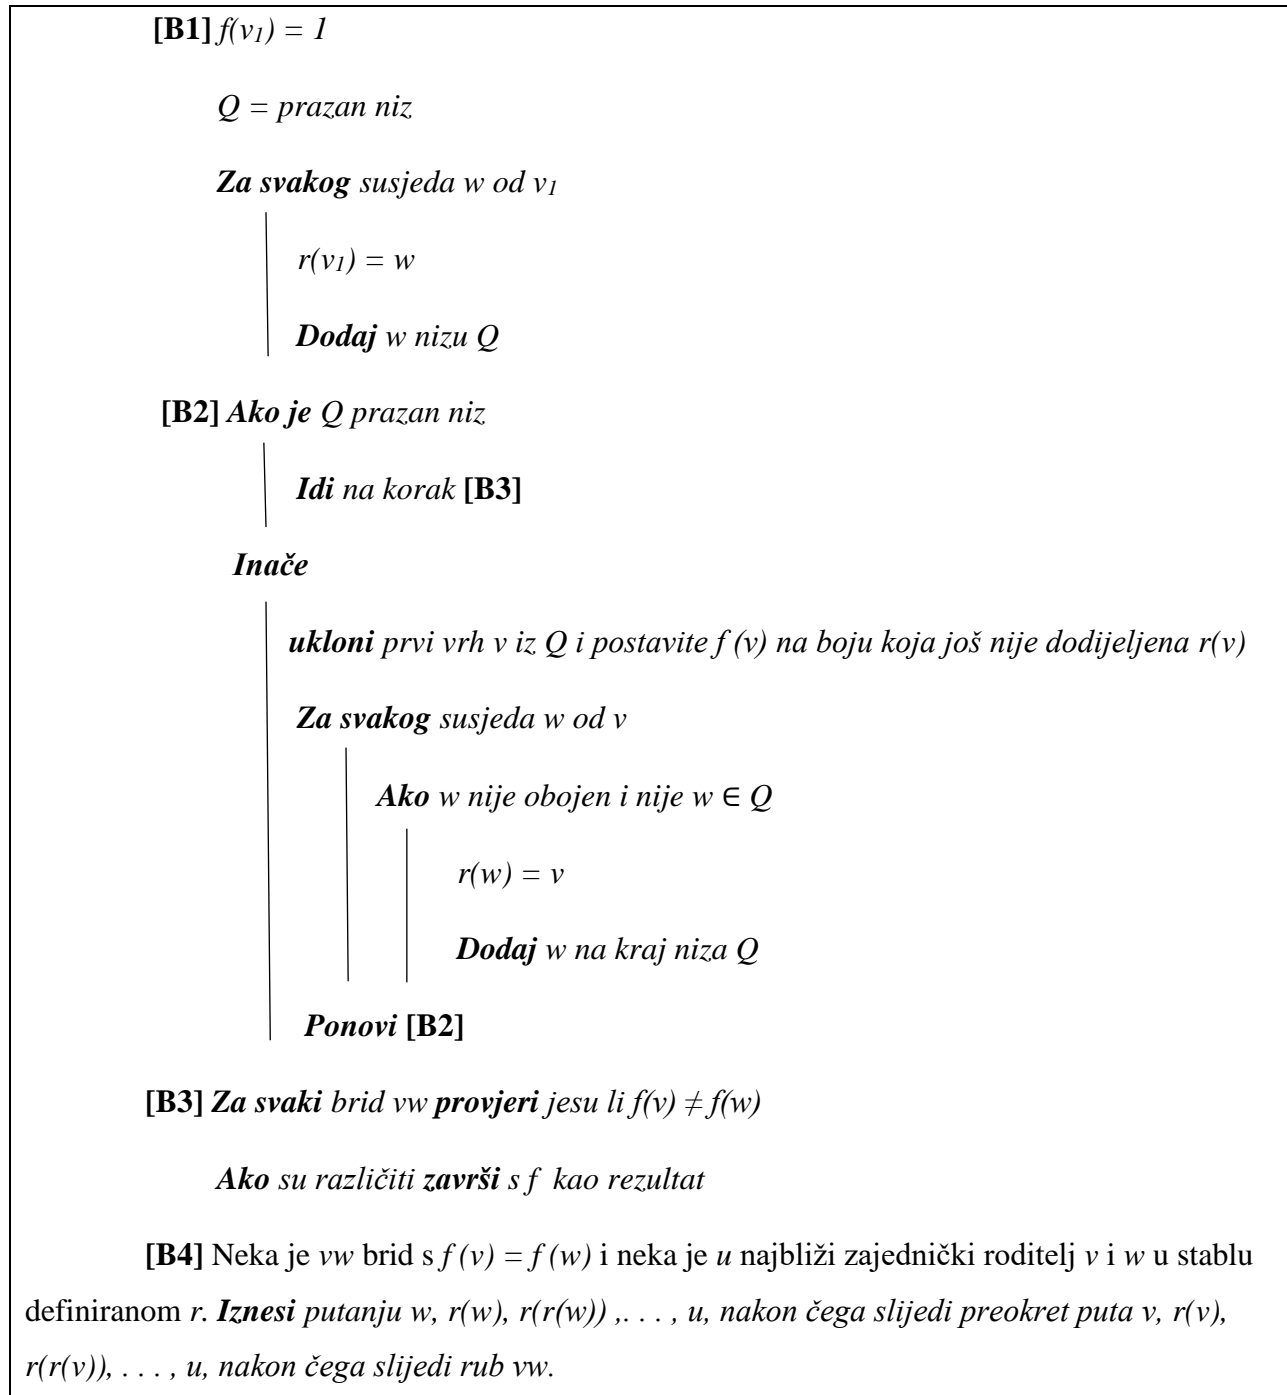 [B1] f(v₁) = 1
Q = prazan niz
Za svakog susjeda w od v₁
r(v₁) = w
Dodaj w nizu Q
[B2] Ako je Q prazan niz
Idi na korak [B3]
Inače
ukloni prvi vrh v iz Q i postavite f (v) na boju koja još nije dodijeljena r(v)
Za svakog susjeda w od v
Ako w nije obojen i nije w ∈ Q
r(w) = v
Dodaj w na kraj niza Q
Ponovi [B2]
[B3] Za svaki brid vw provjeri jesu li f(v) ≠ f(w)
Ako su različiti završi s f kao rezultat
[B4] Neka je vw brid s f (v) = f (w) i neka je u najbliži zajednički roditelj v i w u stablu
definiranom r. Iznesi putanju w, r(w), r(r(w)) ,. . . , u, nakon čega slijedi preokret puta v, r(v),
r(r(v)), . . . , u, nakon čega slijedi rub vw.